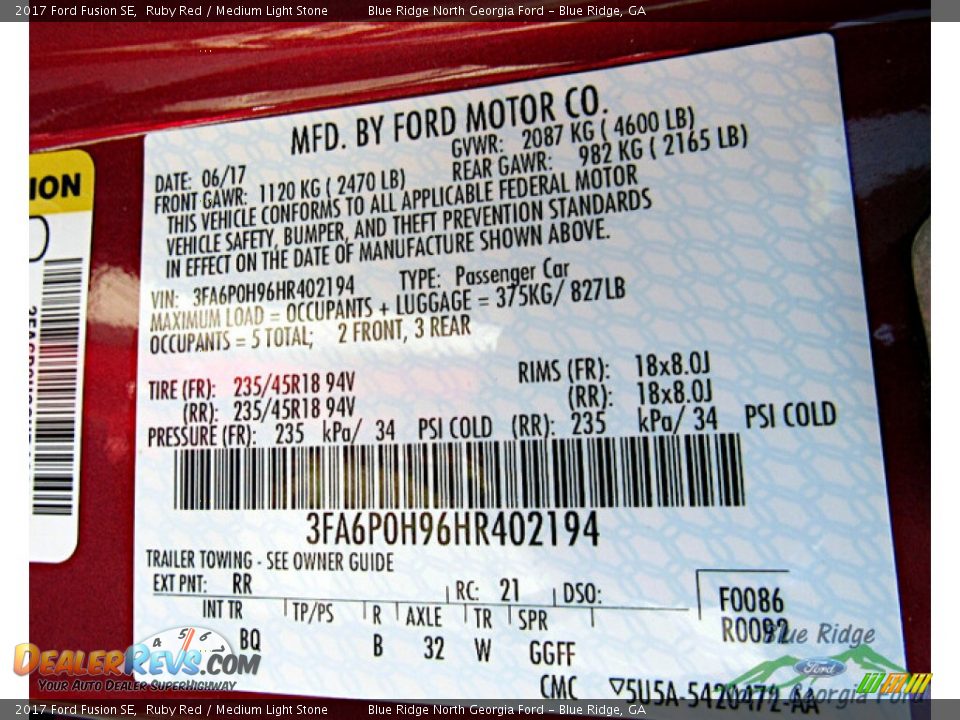 2017 Ford Fusion SE, Ruby Red / Medium Light Stone Blue Ridge North Georgia Ford - Blue Ridge, GA
ION
MFD. BY FORD MOTOR CO.
DATE: 06/17 GVWR: 2087 KG ( 4600 LB)
FRONT GAWR: 1120 KG ( 2470 LB) REAR GAWR: 982 KG ( 2165 LB)
THIS VEHICLE CONFORMS TO ALL APPLICABLE FEDERAL MOTOR
VEHICLE SAFETY, BUMPER, AND THEFT PREVENTION STANDARDS
IN EFFECT ON THE DATE OF MANUFACTURE SHOWN ABOVE.
VIN: 3FA6P0H96HR402194 TYPE: Passenger Car
MAXIMUM LOAD = OCCUPANTS + LUGGAGE = 375KG/ 827LB
OCCUPANTS = 5 TOTAL; 2 FRONT, 3 REAR
TIRE (FR): 235/45R18 94V RIMS (FR): 18x8.0J
(RR): 235/45R18 94V (RR): 18x8.0J
PRESSURE (FR): 235 kPa/ 34 PSI COLD (RR): 235 kPa/ 34 PSI COLD
3FA6P0H96HR402194
TRAILER TOWING - SEE OWNER GUIDE
EXT PNT: RR RC: 21 DSO: F0086
INT TR TP/PS R AXLE TR SPR R0092
BQ B 32 W GGFF
CMC ▽5U5A-5420472-AA
Blue Ridge
Ford
Georgia Ford
DEALERREVS.COM
YOUR AUTO DEALER SUPERHIGHWAY
2017 Ford Fusion SE, Ruby Red / Medium Light Stone Blue Ridge North Georgia Ford - Blue Ridge, GA